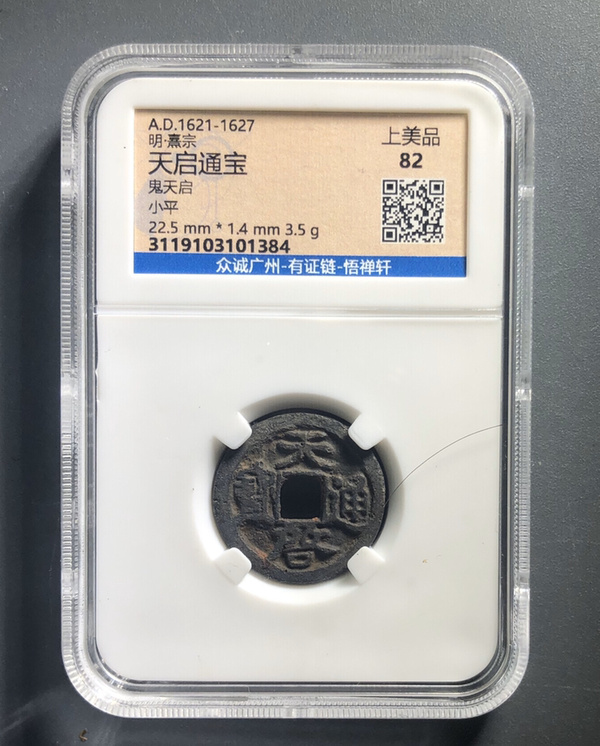 A.D.1621-1627
明·熹宗
天启通宝
鬼天启
小平
22.5 mm * 1.4 mm 3.5 g
3119103101384
上美品
82
众诚广州-有证链-悟禅轩
天啓通寳